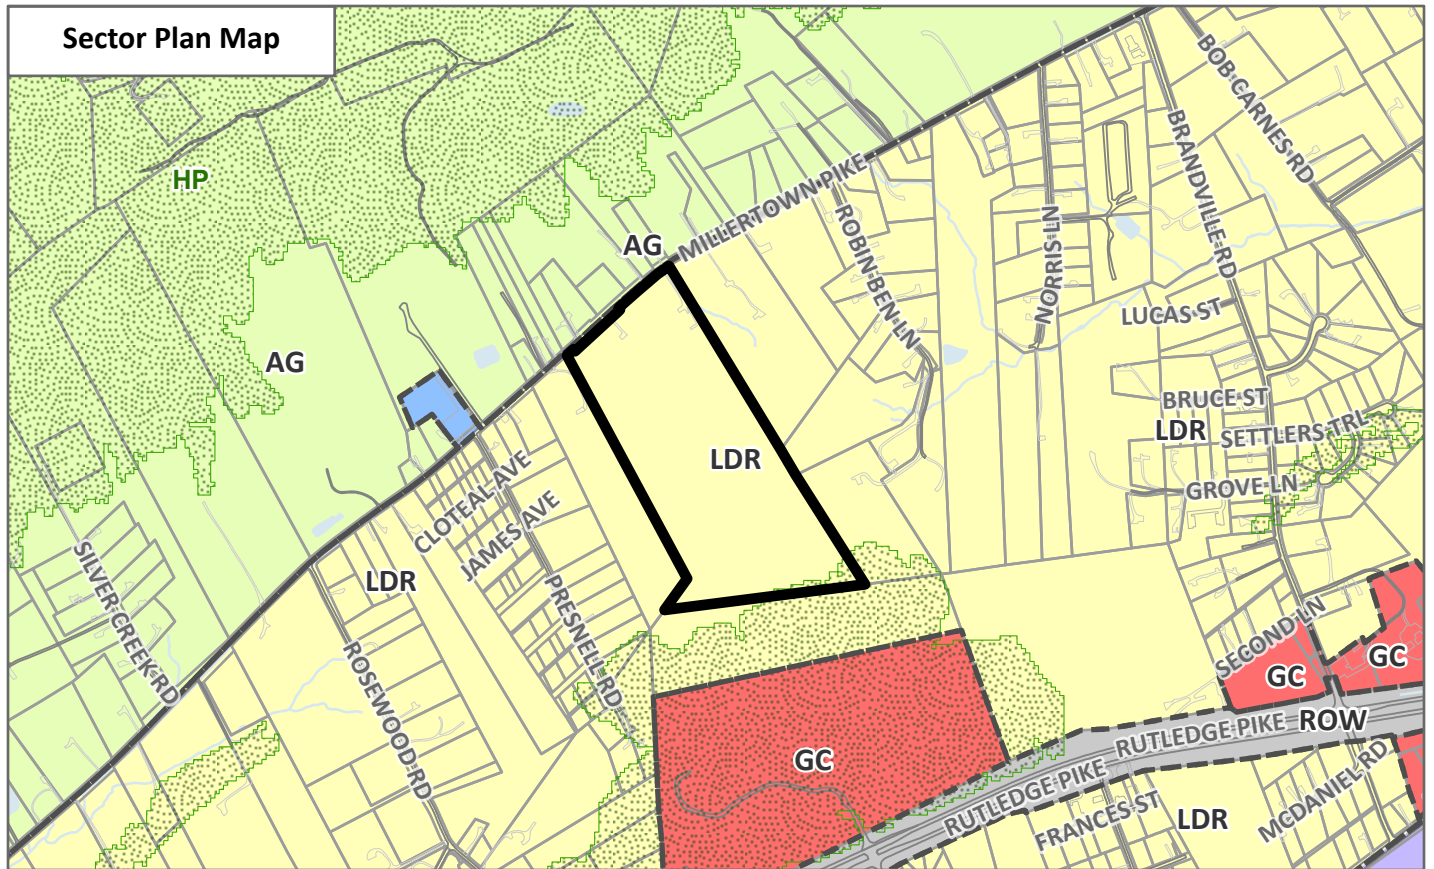 Sector Plan Map
BOB CARNES RD
BRANDVILLE RD
HP
MILLERTOWN PIKE
AG
ROBIN BEN LN
NORRIS LN
LUCAS ST
AG
BRUCE ST
LDR
SETTLERS TRL
LDR
GROVE LN
CLOTEAL AVE
JAMES AVE
SILVER CREEK RD
LDR
PRESNELL RD
ROSEWOOD RD
SECOND LN
GC
GC
ROW
RUTLEDGE PIKE
GC
RUTLEDGE PIKE
MCDANIEL RD
FRANCES ST
LDR